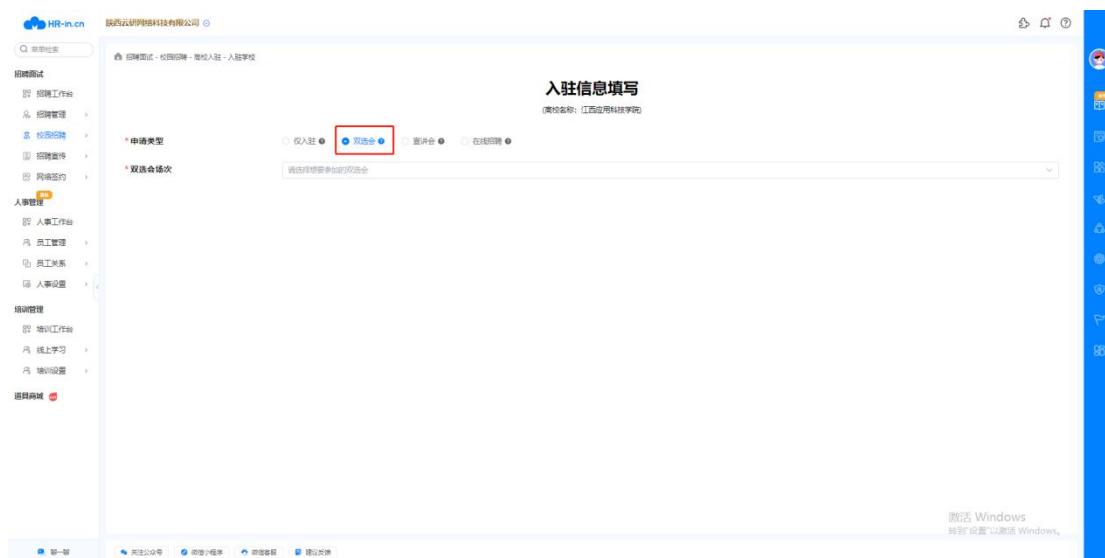 HR-in.cn
陕西云研网络科技有限公司
菜单检索
招聘面试 - 校园招聘 - 高校入驻 - 入驻学校
招聘面试
招聘工作台
招聘管理
校园招聘
招聘宣传
网络签约
人事管理
人事工作台
员工管理
员工关系
人事设置
培训管理
培训工作台
线上学习
培训设置
道具商城
聊一聊
入驻信息填写
(高校名称：江西应用科技学院)
* 申请类型
仅入驻 双选会 宣讲会 在线招聘
* 双选会场次
请选择想要参加的双选会
激活 Windows
转到"设置"以激活 Windows。
关注公众号 微信小程序 微信客服 建议反馈